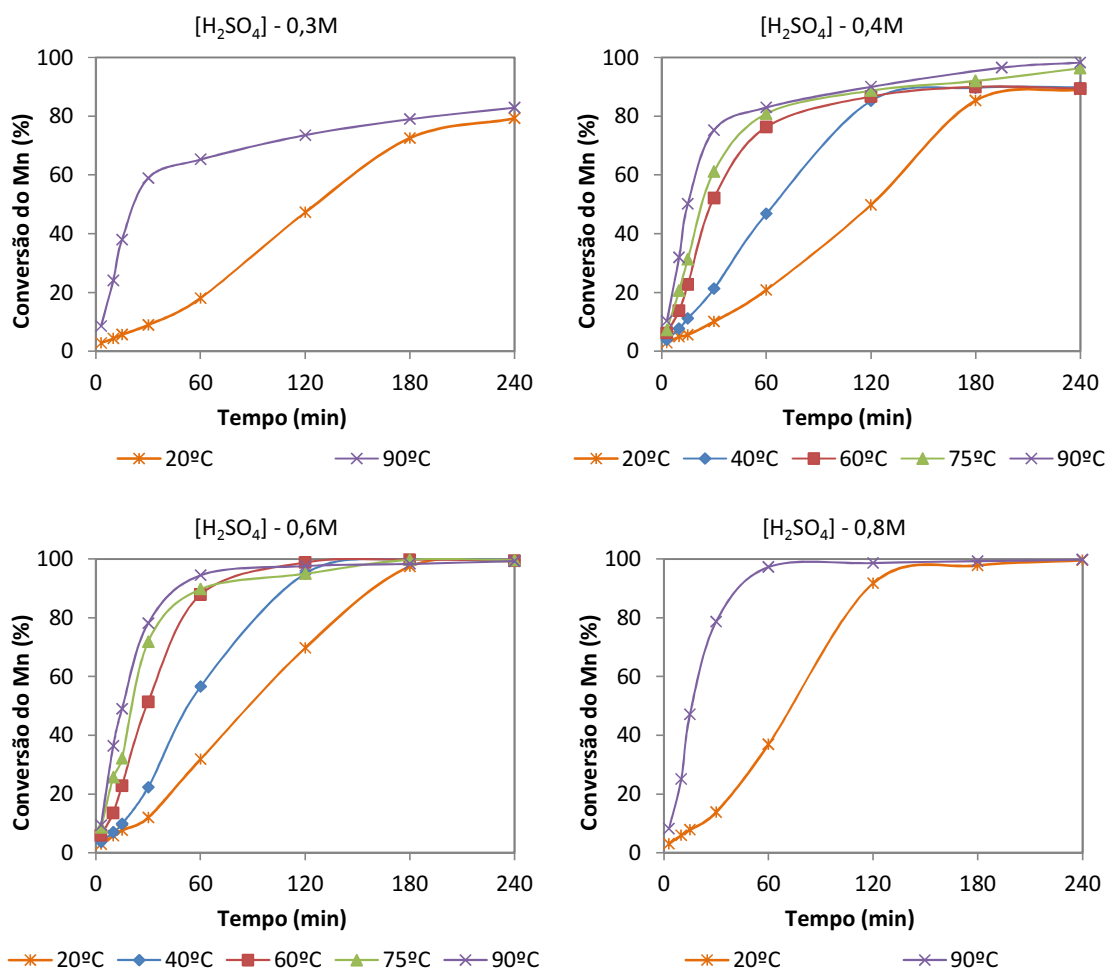 [H₂SO₄] - 0,3M
Conversão do Mn (%)
100
80
60
40
20
0
0 60 120 180 240
Tempo (min)
20ºC 90ºC
[H₂SO₄] - 0,4M
Conversão do Mn (%)
100
80
60
40
20
0
0 60 120 180 240
Tempo (min)
20ºC 40ºC 60ºC 75ºC 90ºC
[H₂SO₄] - 0,6M
Conversão do Mn (%)
100
80
60
40
20
0
0 60 120 180 240
Tempo (min)
20ºC 40ºC 60ºC 75ºC 90ºC
[H₂SO₄] - 0,8M
Conversão do Mn (%)
100
80
60
40
20
0
0 60 120 180 240
Tempo (min)
20ºC 90ºC